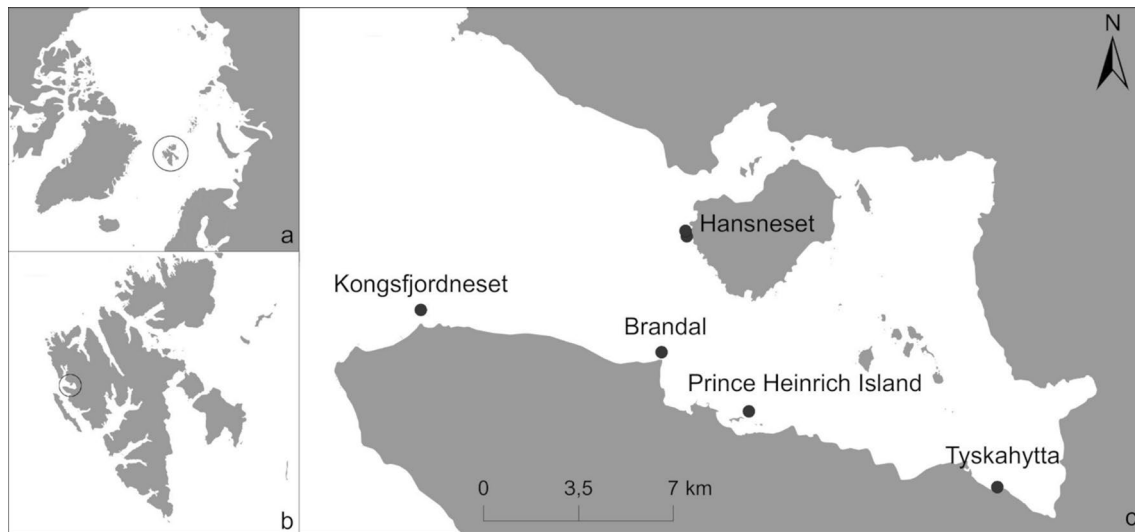 a
b
N
Hansneset
Kongsfjordneset
Brandal
Prince Heinrich Island
Tyskahytta
0 3,5 7 km